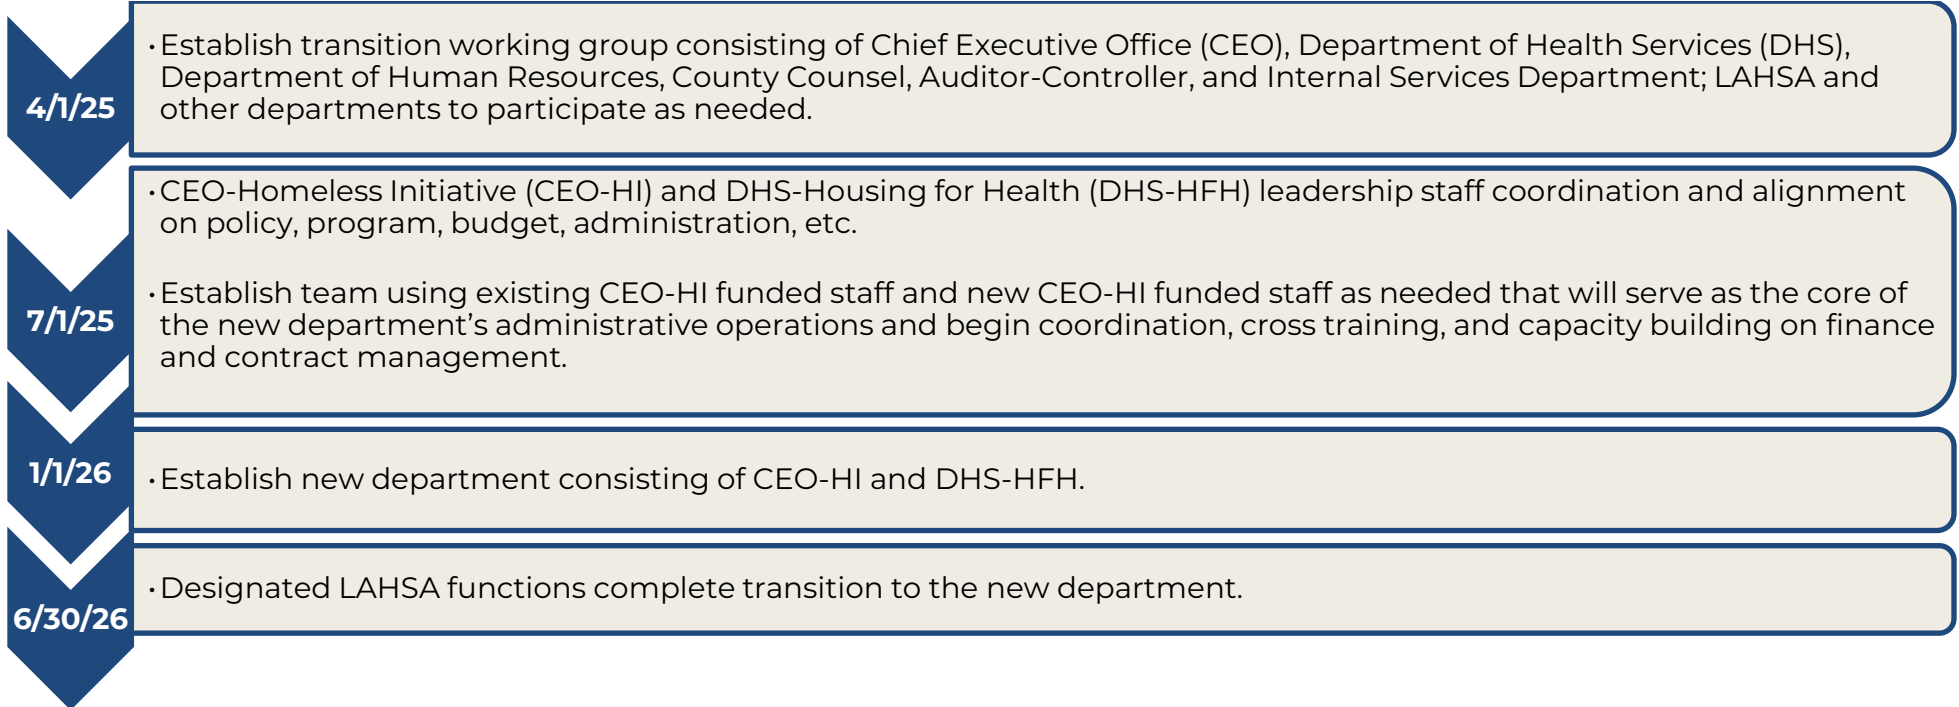 4/1/25
·Establish transition working group consisting of Chief Executive Office (CEO), Department of Health Services (DHS),
Department of Human Resources, County Counsel, Auditor-Controller, and Internal Services Department; LAHSA and
other departments to participate as needed.
7/1/25
·CEO-Homeless Initiative (CEO-HI) and DHS-Housing for Health (DHS-HFH) leadership staff coordination and alignment
on policy, program, budget, administration, etc.
·Establish team using existing CEO-HI funded staff and new CEO-HI funded staff as needed that will serve as the core of
the new department’s administrative operations and begin coordination, cross training, and capacity building on finance
and contract management.
1/1/26
·Establish new department consisting of CEO-HI and DHS-HFH.
6/30/26
·Designated LAHSA functions complete transition to the new department.